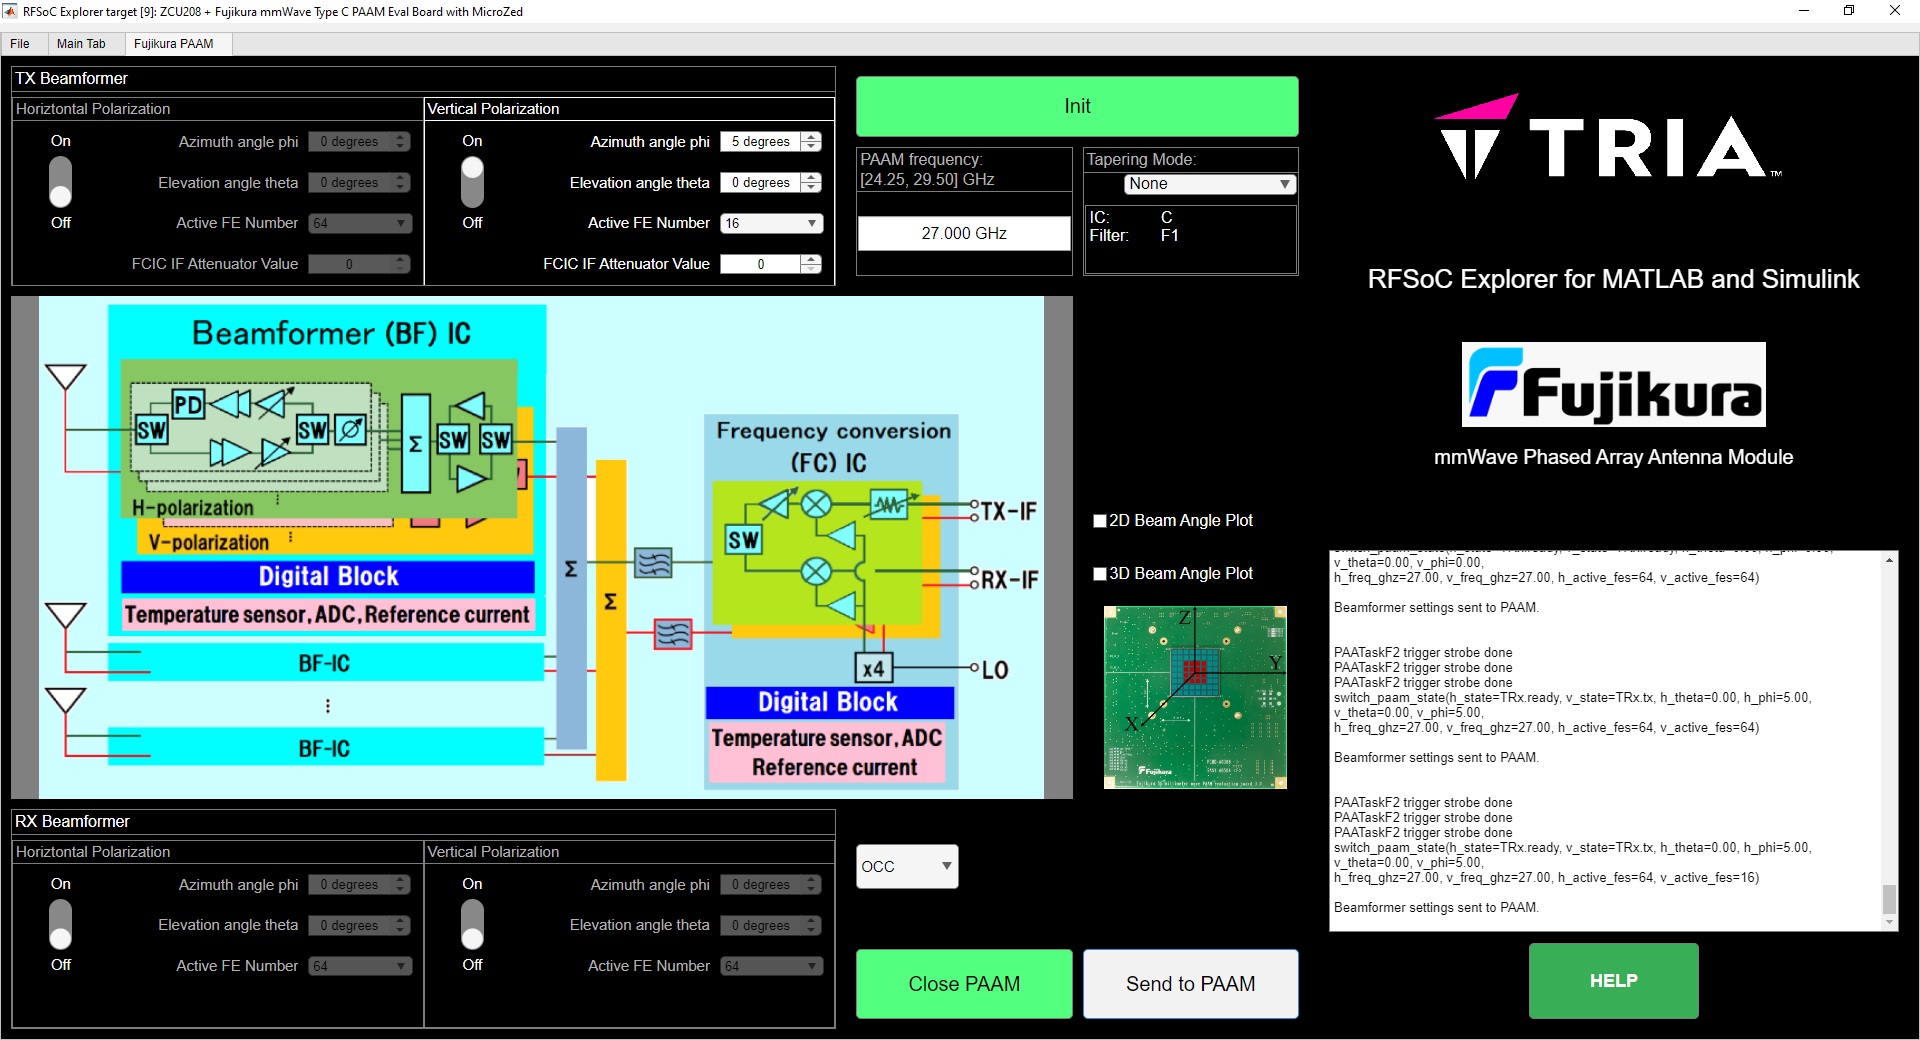 RFSoC Explorer target [9]: ZCU208 + Fujikura mmWave Type C PAAM Eval Board with MicroZed
File
Main Tab
Fujikura PAAM
TX Beamformer
Horiztontal Polarization
On
Off
Azimuth angle phi
0 degrees
Elevation angle theta
0 degrees
Active FE Number
64
FCIC IF Attenuator Value
0
Vertical Polarization
On
Off
Azimuth angle phi
5 degrees
Elevation angle theta
0 degrees
Active FE Number
16
FCIC IF Attenuator Value
0
Init
PAAM frequency:
[24.25, 29.50] GHz
27.000 GHz
Tapering Mode:
None
IC: C
Filter: F1
TRIA™
RFSoC Explorer for MATLAB and Simulink
Fujikura
mmWave Phased Array Antenna Module
Beamformer (BF) IC
PD
SW
SW
Σ
SW
SW
H-polarization
V-polarization
Digital Block
Temperature sensor, ADC, Reference current
BF-IC
BF-IC
Σ
Σ
Frequency conversion
(FC) IC
SW
x4
TX-IF
RX-IF
LO
Digital Block
Temperature sensor, ADC
Reference current
2D Beam Angle Plot
3D Beam Angle Plot
Z
Y
X
Fujikura
v_theta=0.00, v_phi=0.00,
h_freq_ghz=27.00, v_freq_ghz=27.00, h_active_fes=64, v_active_fes=64)
Beamformer settings sent to PAAM.
PAATaskF2 trigger strobe done
PAATaskF2 trigger strobe done
PAATaskF2 trigger strobe done
switch_paam_state(h_state=TRx.ready, v_state=TRx.tx, h_theta=0.00, h_phi=5.00,
v_theta=0.00, v_phi=5.00,
h_freq_ghz=27.00, v_freq_ghz=27.00, h_active_fes=64, v_active_fes=64)
Beamformer settings sent to PAAM.
PAATaskF2 trigger strobe done
PAATaskF2 trigger strobe done
PAATaskF2 trigger strobe done
switch_paam_state(h_state=TRx.ready, v_state=TRx.tx, h_theta=0.00, h_phi=5.00,
v_theta=0.00, v_phi=5.00,
h_freq_ghz=27.00, v_freq_ghz=27.00, h_active_fes=64, v_active_fes=16)
Beamformer settings sent to PAAM.
RX Beamformer
Horiztontal Polarization
On
Off
Azimuth angle phi
0 degrees
Elevation angle theta
0 degrees
Active FE Number
64
Vertical Polarization
On
Off
Azimuth angle phi
0 degrees
Elevation angle theta
0 degrees
Active FE Number
64
OCC
Close PAAM
Send to PAAM
HELP